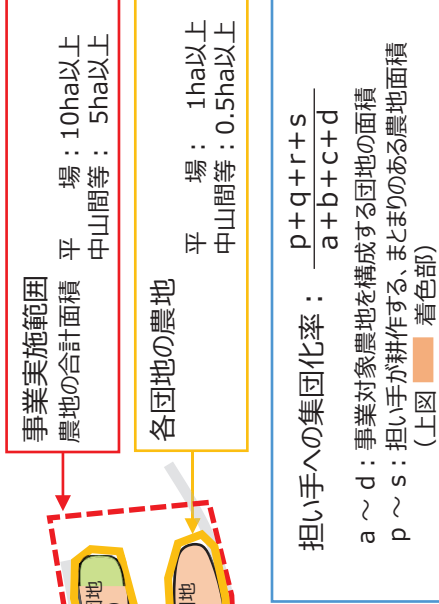 事業実施範囲
農地の合計面積 平　　場：10ha以上
中山間等： 5ha以上
各団地の農地
平　　場： 1ha以上
中山間等：0.5ha以上
担い手への集団化率： p+q+r+s
a+b+c+d
a ～ d：事業対象農地を構成する団地の面積
p ～ s：担い手が耕作する、まとまりのある農地面積
（上図 着色部）
地
地